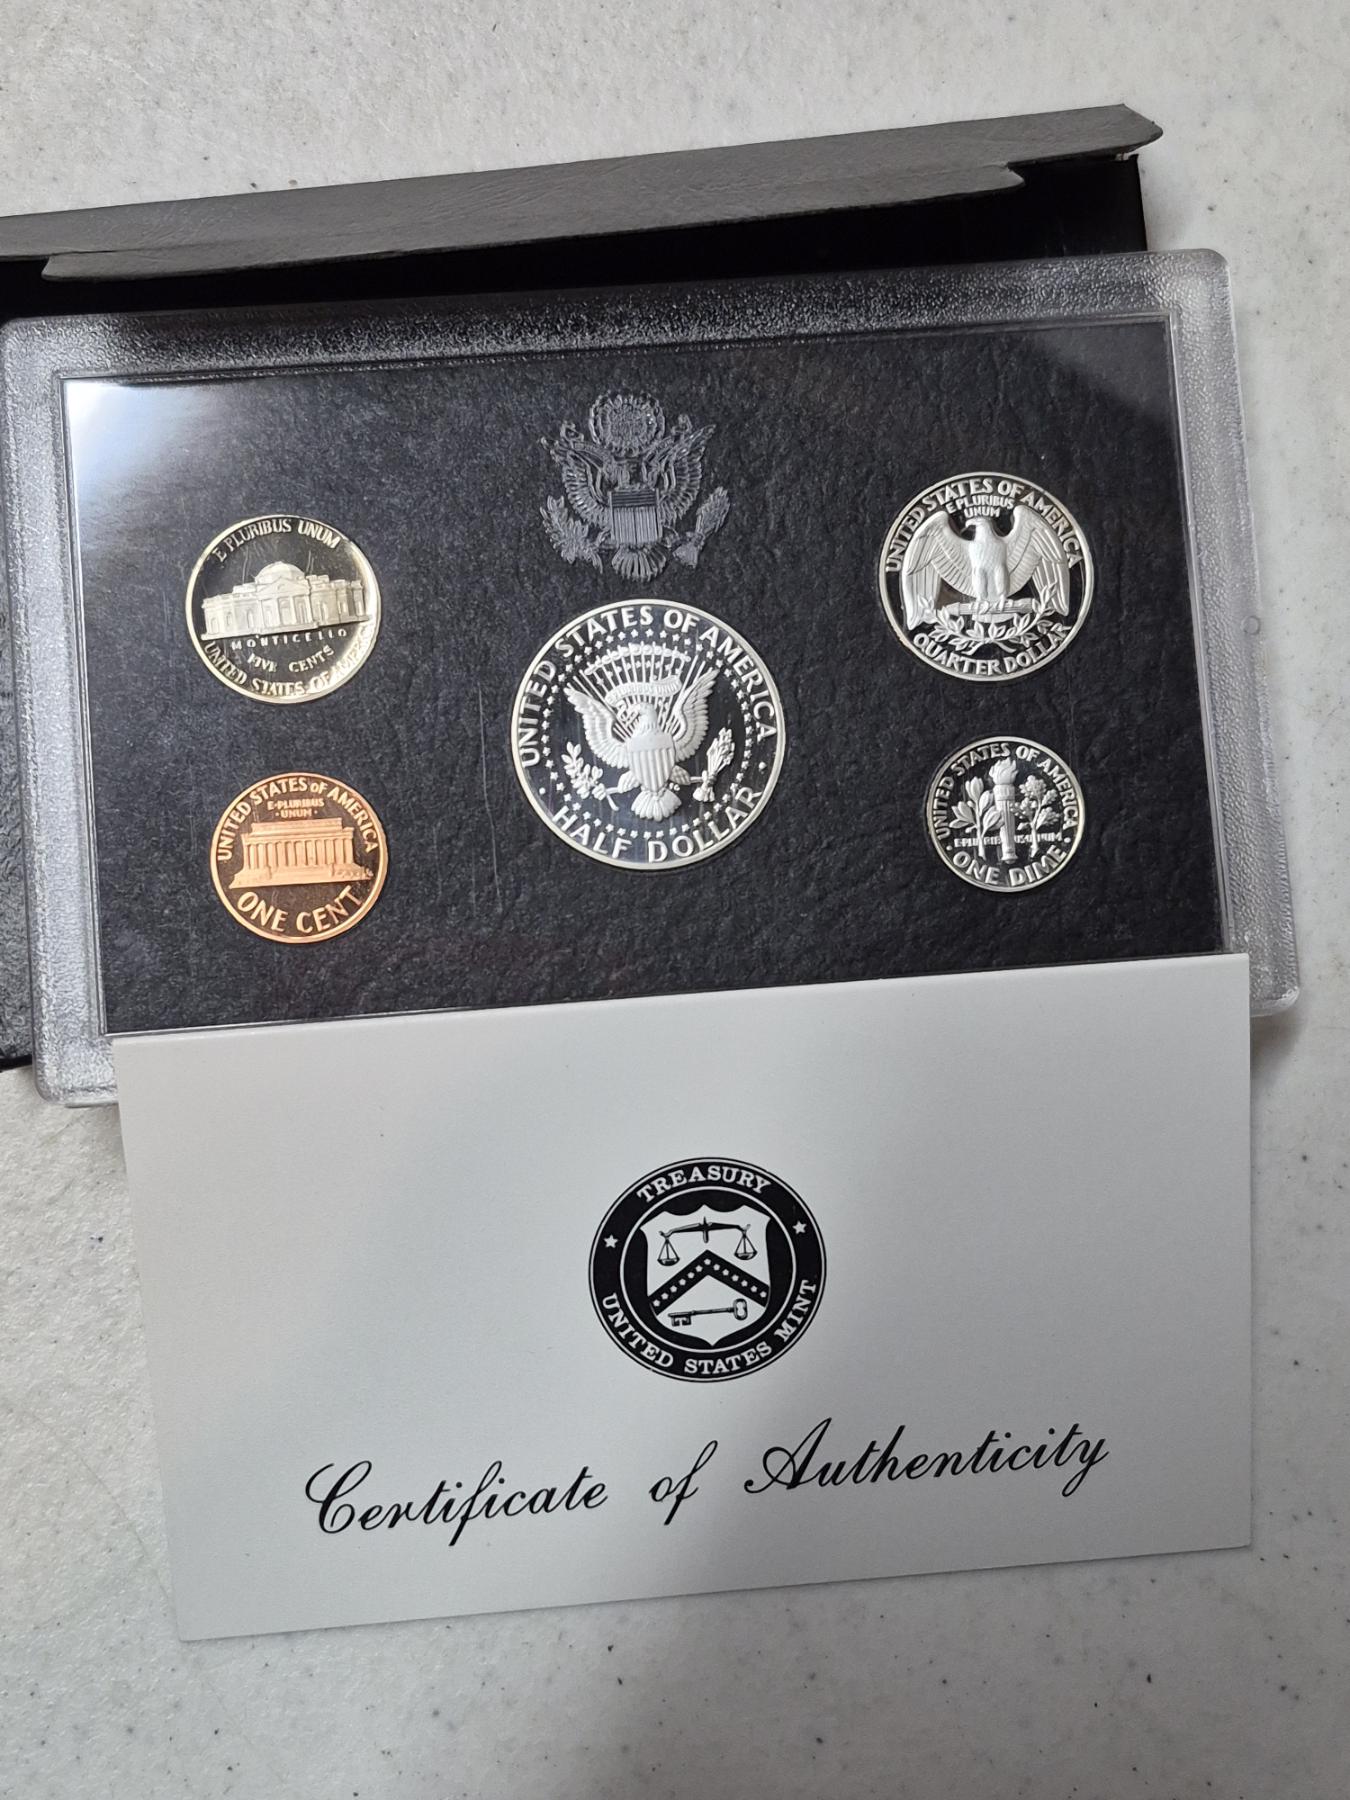 E PLURIBUS UNUM
MONTICELLO
FIVE CENTS
UNITED STATES OF AMERICA
UNITED STATES OF AMERICA
E·PLURIBUS
·UNUM·
ONE CENT
UNITED STATES OF AMERICA
E PLURIBUS UNUM
· HALF DOLLAR ·
UNITED STATES OF AMERICA
E PLURIBUS
UNUM
QUARTER DOLLAR
UNITED STATES OF AMERICA
E·PLURIBUS·UNUM
· ONE DIME ·
TREASURY
UNITED STATES MINT
Certificate of Authenticity